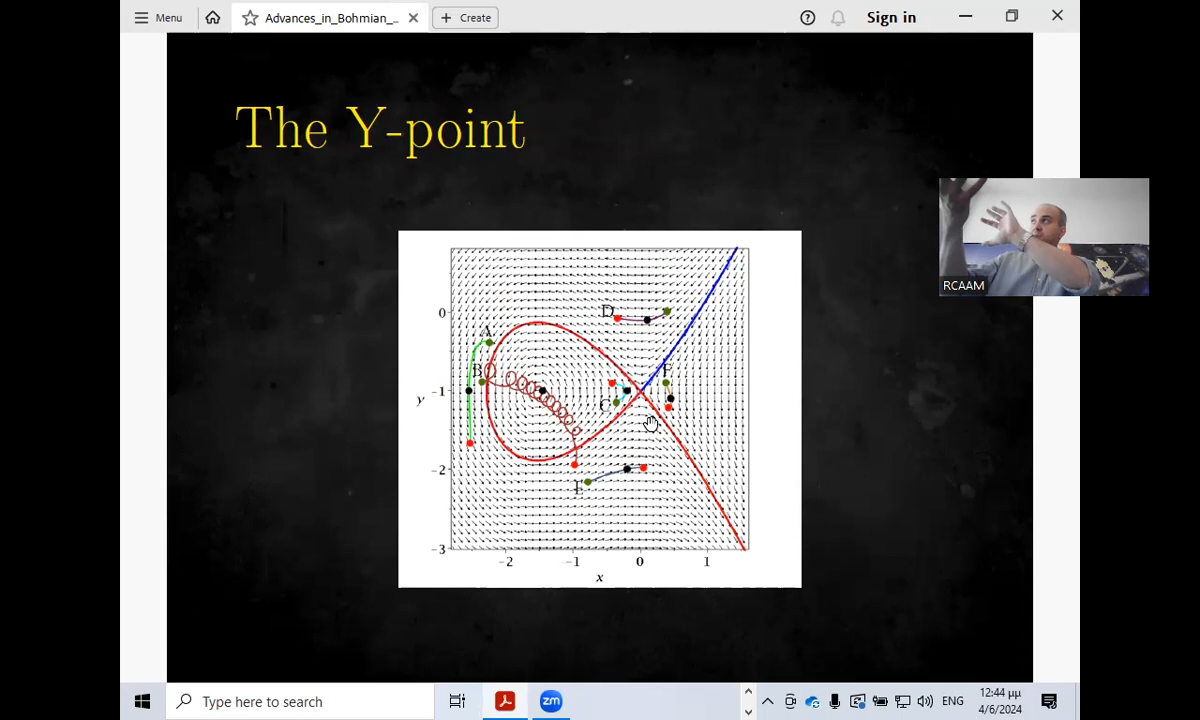 Menu
Advances_in_Bohmian_...
Create
Sign in
The Y-point
D
A
B
C
F
E
0
-1
-2
-3
y
-2
-1
0
1
x
RCAAM
Type here to search
zm
ENG
12:44 μμ
4/6/2024